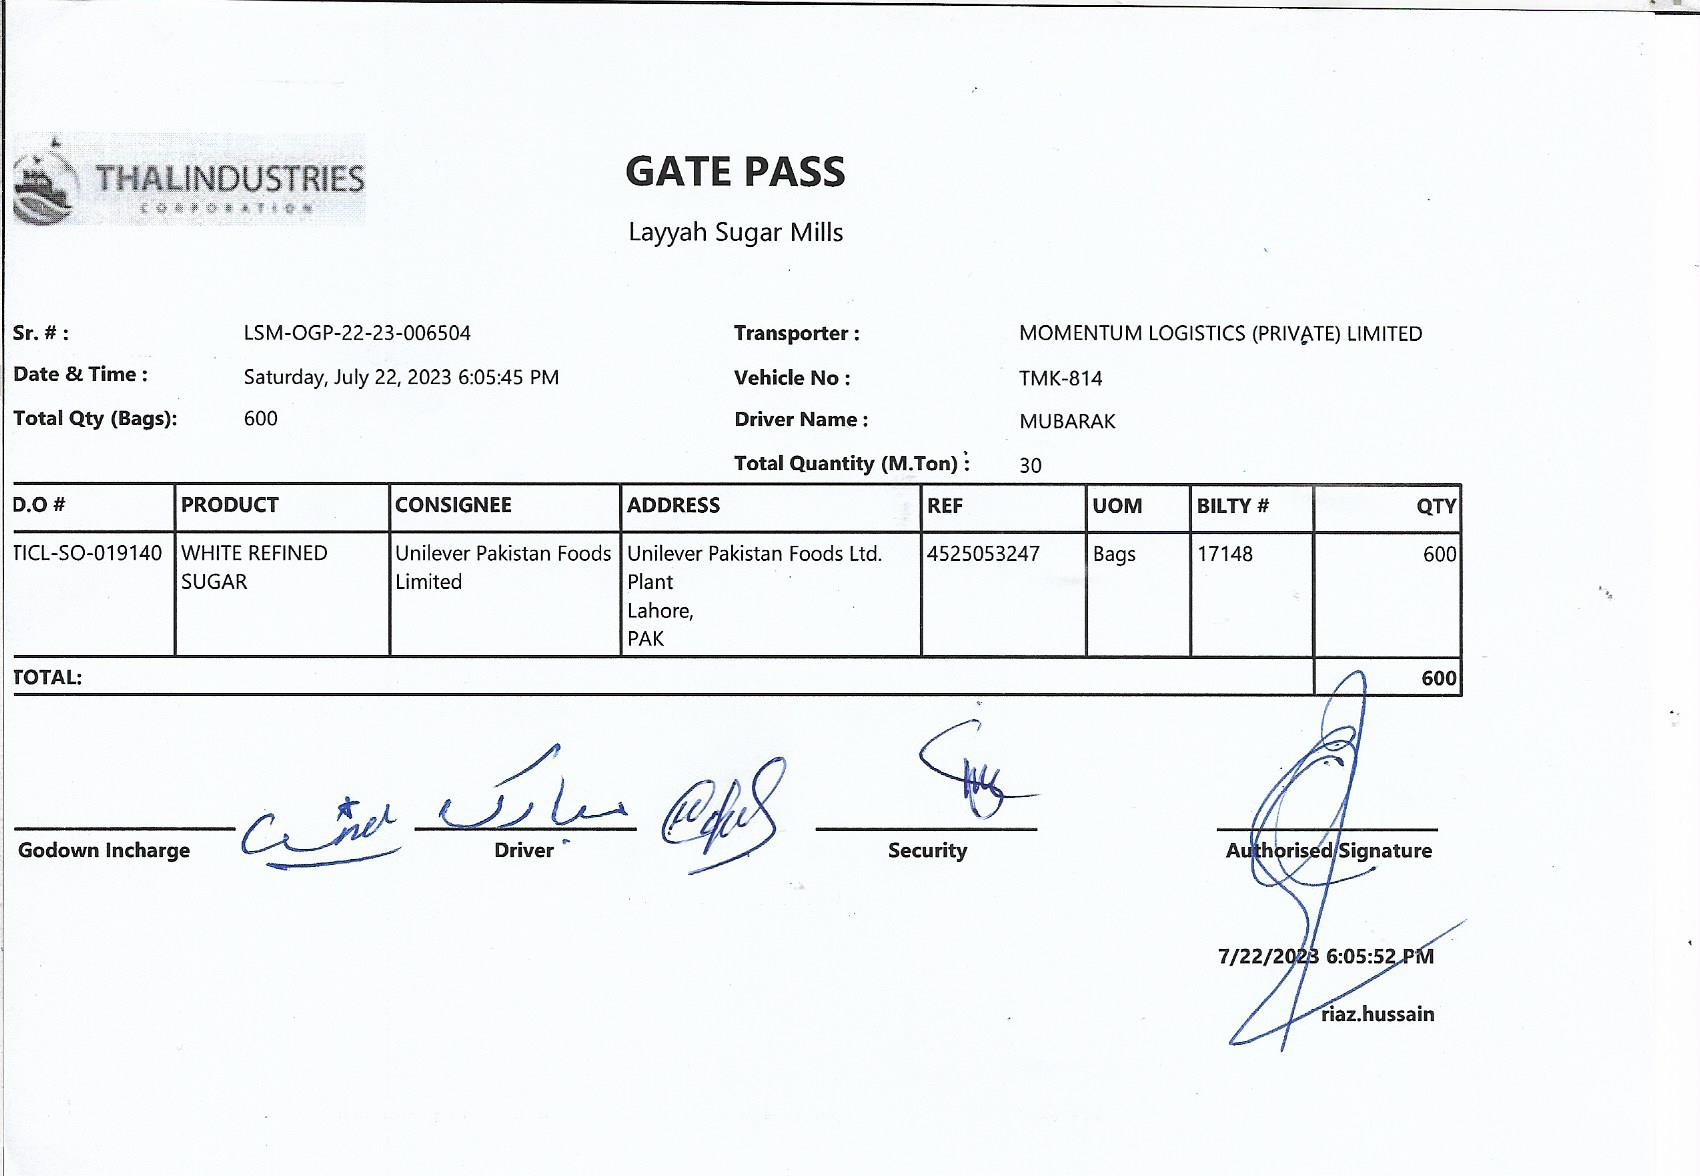 THALINDUSTRIES
CORPORATION
GATE PASS
Layyah Sugar Mills
Sr. # : LSM-OGP-22-23-006504 Transporter : MOMENTUM LOGISTICS (PRIVATE) LIMITED
Date & Time : Saturday, July 22, 2023 6:05:45 PM Vehicle No : TMK-814
Total Qty (Bags): 600 Driver Name : MUBARAK
Total Quantity (M.Ton) : 30
D.O # PRODUCT CONSIGNEE ADDRESS REF UOM BILTY # QTY
TICL-SO-019140 WHITE REFINED Unilever Pakistan Foods Unilever Pakistan Foods Ltd. 4525053247 Bags 17148 600
SUGAR Limited Plant
Lahore,
PAK
TOTAL: 600
مبارک
Godown Incharge Driver Security Authorised Signature
7/22/2023 6:05:52 PM
riaz.hussain